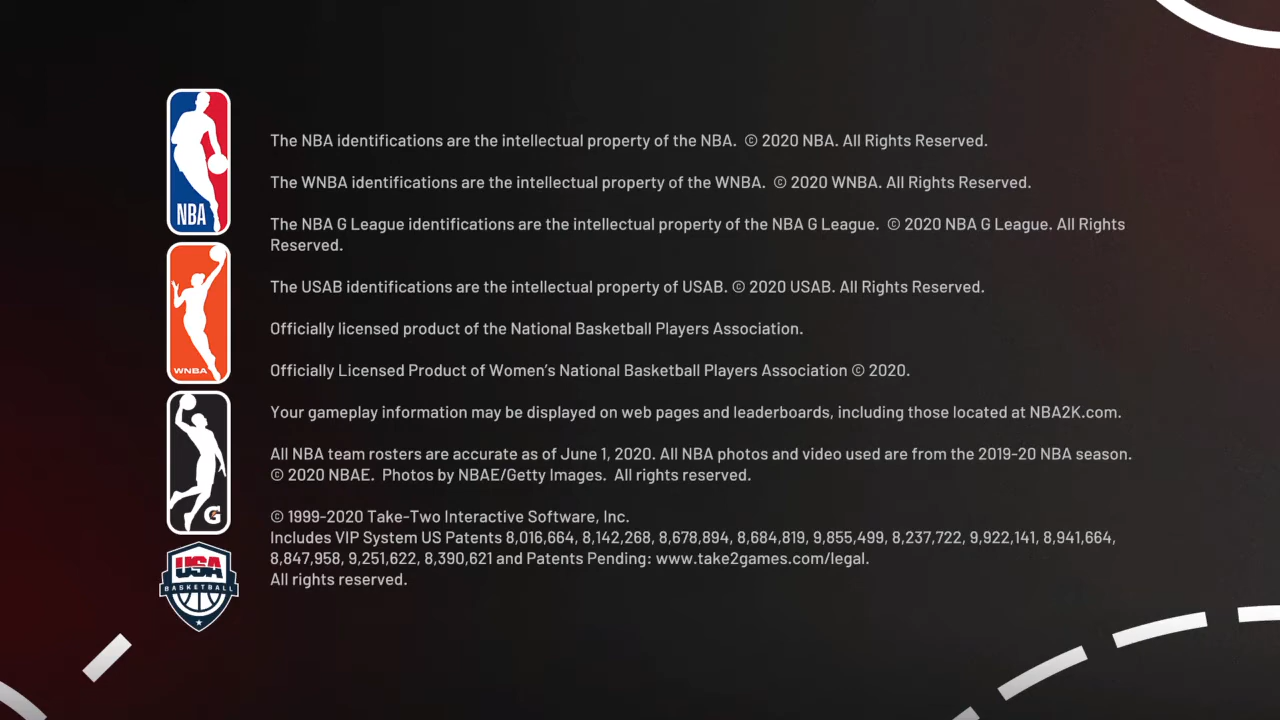 NBA
The NBA identifications are the intellectual property of the NBA. © 2020 NBA. All Rights Reserved.
The WNBA identifications are the intellectual property of the WNBA. © 2020 WNBA. All Rights Reserved.
The NBA G League identifications are the intellectual property of the NBA G League. © 2020 NBA G League. All Rights
Reserved.
WNBA
The USAB identifications are the intellectual property of USAB. © 2020 USAB. All Rights Reserved.
Officially licensed product of the National Basketball Players Association.
Officially Licensed Product of Women's National Basketball Players Association © 2020.
Your gameplay information may be displayed on web pages and leaderboards, including those located at NBA2K.com.
All NBA team rosters are accurate as of June 1, 2020. All NBA photos and video used are from the 2019-20 NBA season.
© 2020 NBAE. Photos by NBAE/Getty Images. All rights reserved.
G
© 1999-2020 Take-Two Interactive Software, Inc.
Includes VIP System US Patents 8,016,664, 8,142,268, 8,678,894, 8,684,819, 9,855,499, 8,237,722, 9,922,141, 8,941,664,
8,847,958, 9,251,622, 8,390,621 and Patents Pending: www.take2games.com/legal.
All rights reserved.
USA
BASKETBALL